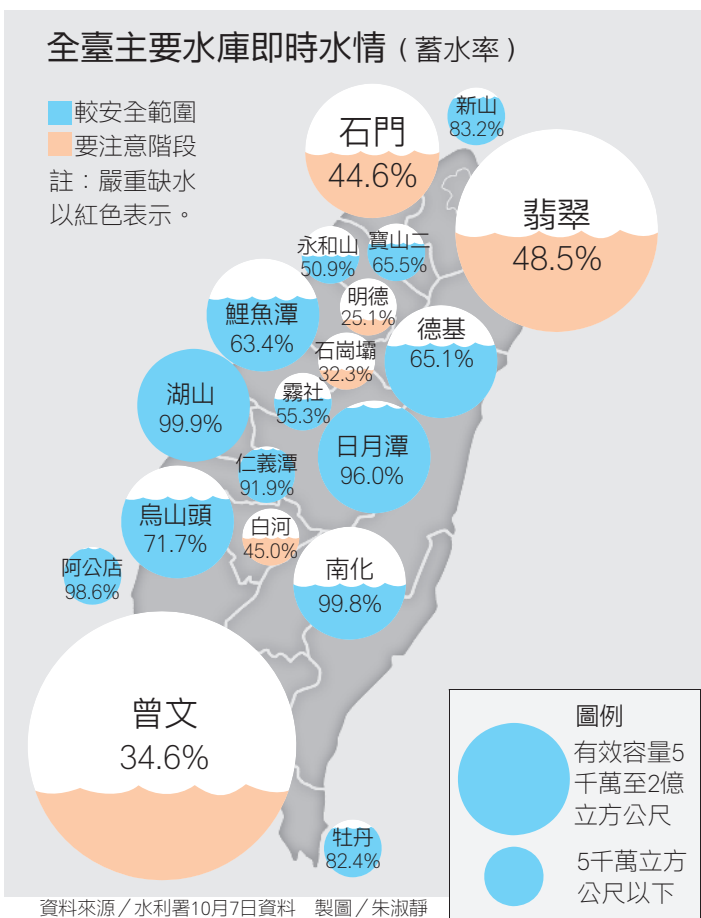 全臺主要水庫即時水情（蓄水率）
較安全範圍
要注意階段
註：嚴重缺水
以紅色表示。
新山
83.2%
石門
44.6%
翡翠
48.5%
永和山
50.9%
寶山二
65.5%
明德
25.1%
鯉魚潭
63.4%
德基
65.1%
石崗壩
32.3%
湖山
99.9%
霧社
55.3%
日月潭
96.0%
仁義潭
91.9%
烏山頭
71.7%
白河
45.0%
阿公店
98.6%
南化
99.8%
曾文
34.6%
牡丹
82.4%
圖例
有效容量5
千萬至2億
立方公尺
5千萬立方
公尺以下
資料來源／水利署10月7日資料　製圖／朱淑靜